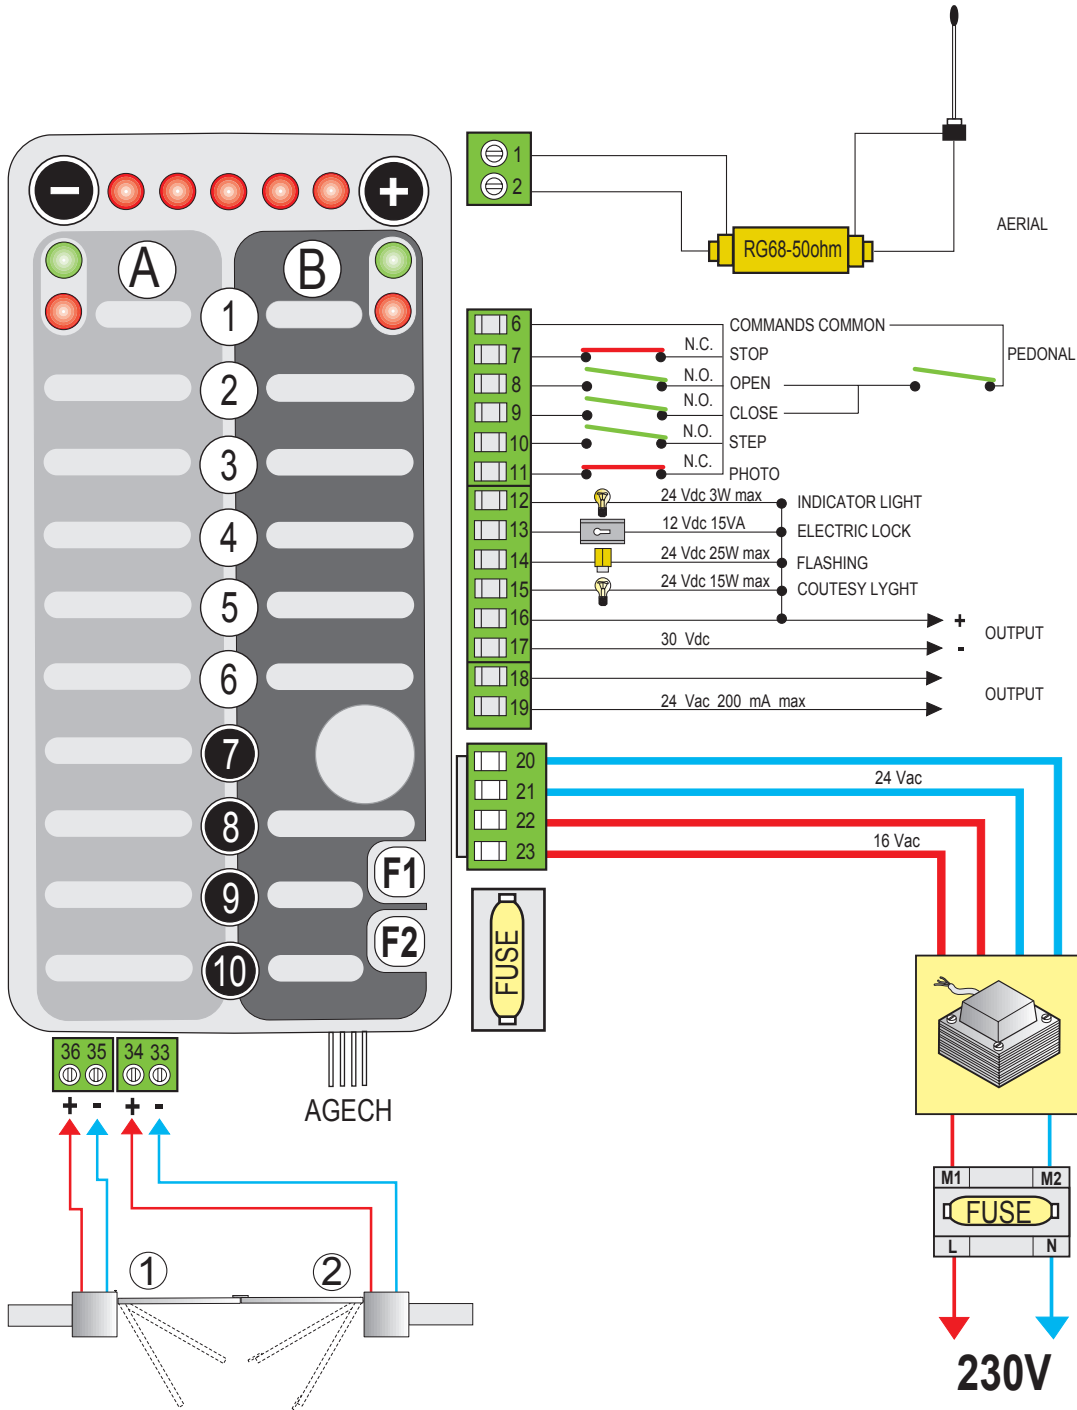 − +
A B
1
2
3
4
5
6
7
8
9
10
F1
F2
1
2
RG68-50ohm
AERIAL
6 COMMANDS COMMON
PEDONAL
7 N.C. STOP
8 N.O. OPEN
9 N.O. CLOSE
10 N.O. STEP
11 N.C. PHOTO
12 24 Vdc 3W max INDICATOR LIGHT
13 12 Vdc 15VA ELECTRIC LOCK
14 24 Vdc 25W max FLASHING
15 24 Vdc 15W max COUTESY LYGHT
16 +
OUTPUT
17 30 Vdc -
18
OUTPUT
19 24 Vac 200 mA max
20
24 Vac
21
22
16 Vac
23
FUSE
36 35 34 33
+ - + -
AGECH
1 2
M1 M2
FUSE
L N
230V